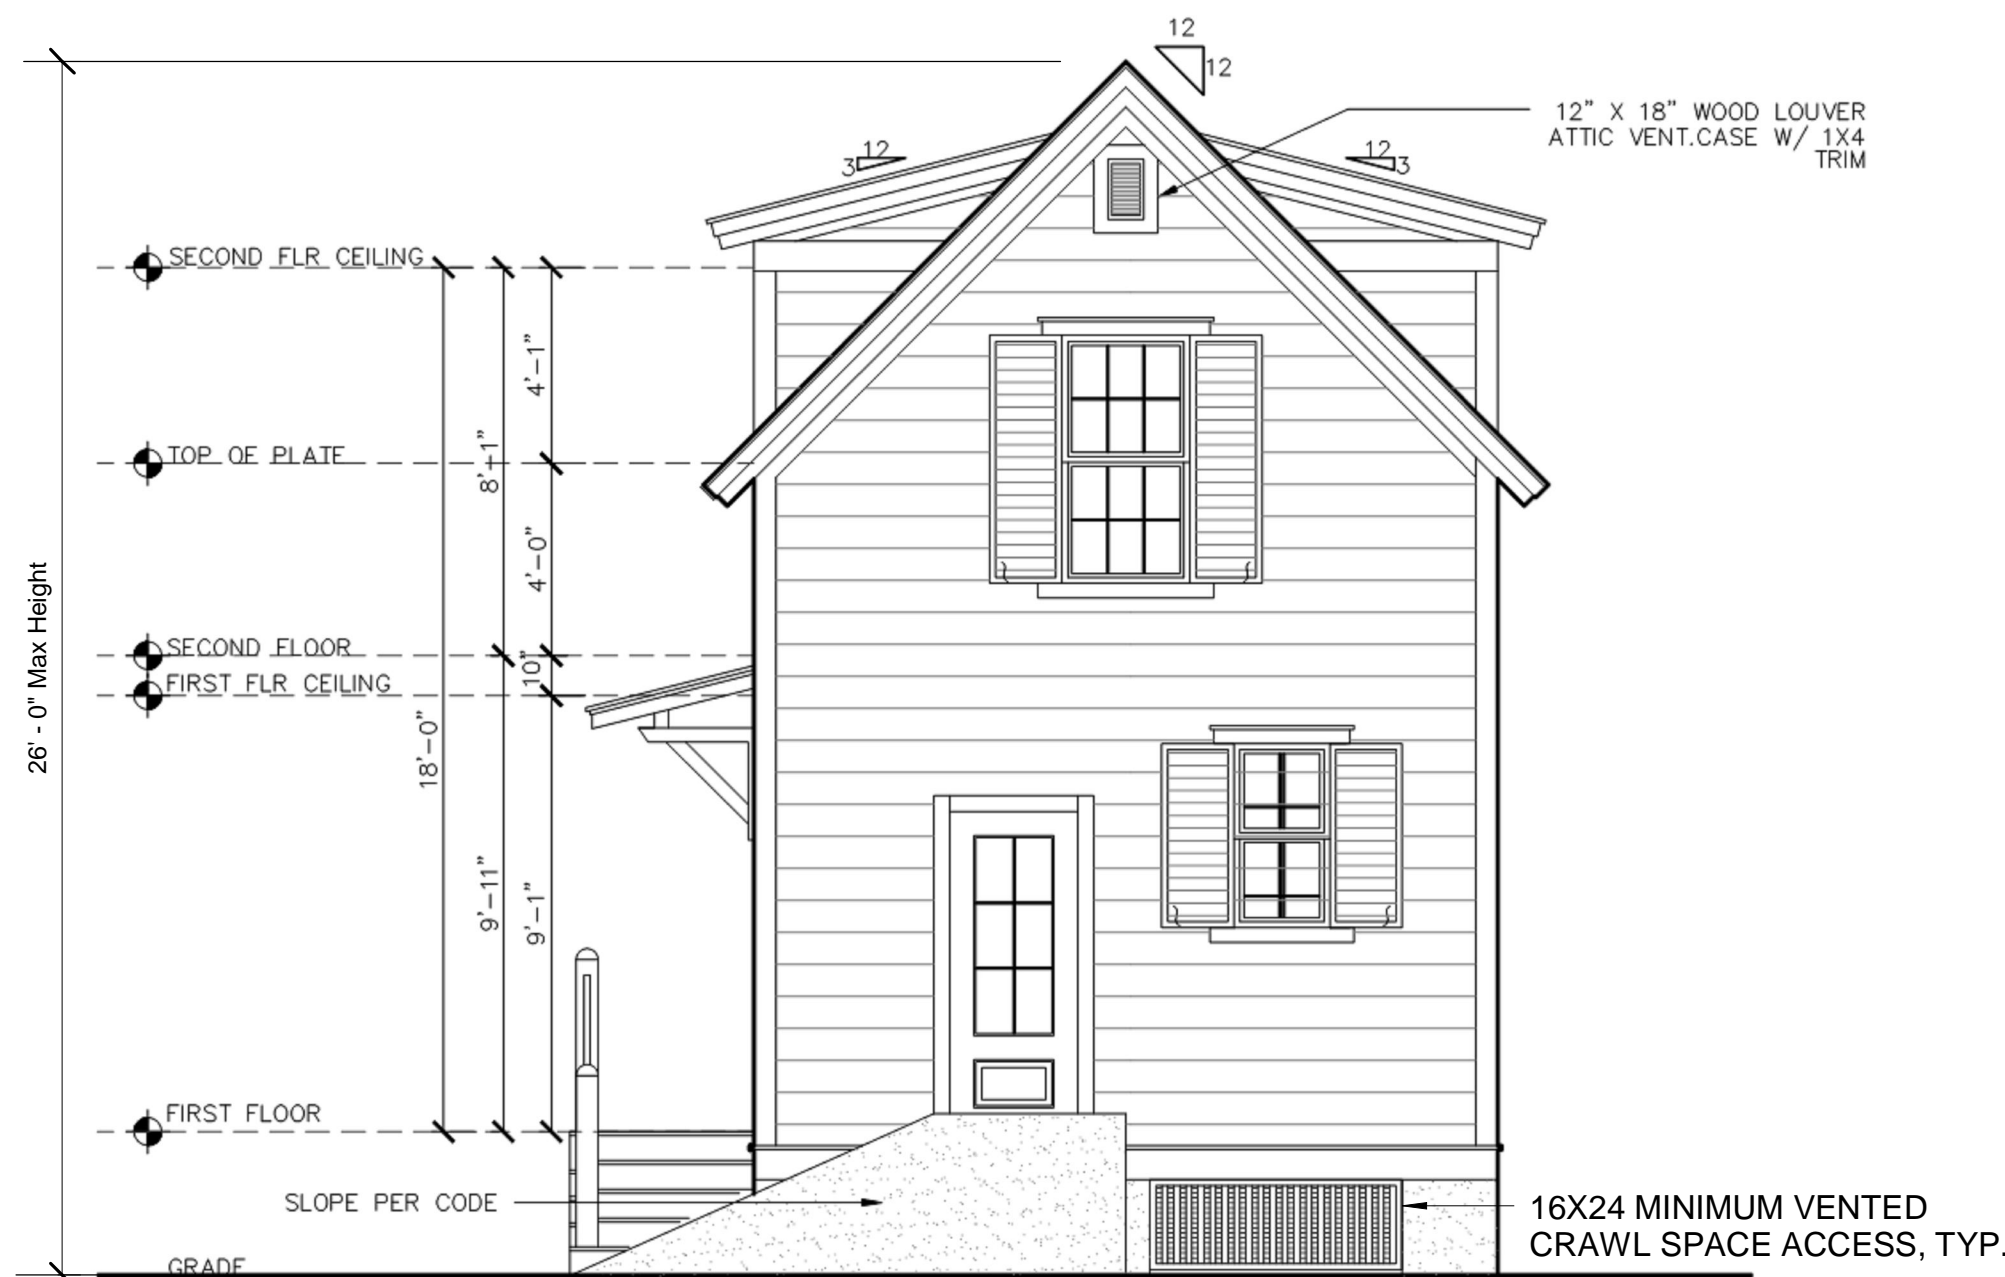 12
12
12" X 18" WOOD LOUVER
ATTIC VENT.CASE W/ 1X4
TRIM
12
3
12
3
SECOND FLR CEILING
4'-1"
TOP OF PLATE
8'-1"
26' - 0" Max Height
4'-0"
SECOND FLOOR
10"
FIRST FLR CEILING
18'-0"
9'-11"
9'-1"
FIRST FLOOR
SLOPE PER CODE
16X24 MINIMUM VENTED
CRAWL SPACE ACCESS, TYP.
GRADE